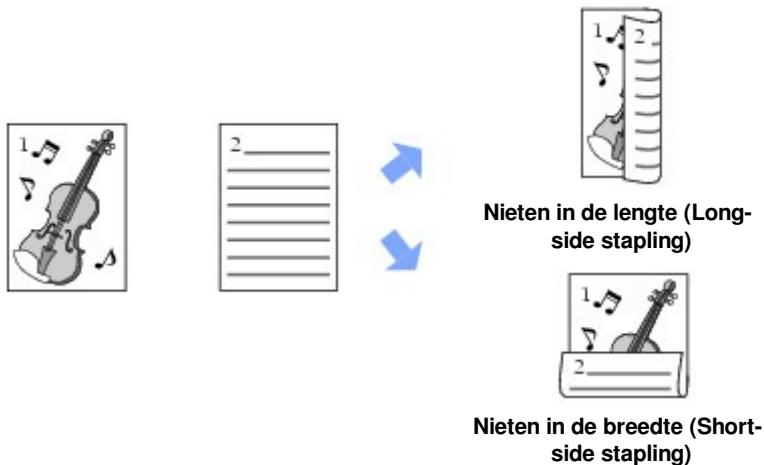 1 2
Nieten in de lengte (Long-
side stapling)
1
2
1
2
Nieten in de breedte (Short-
side stapling)